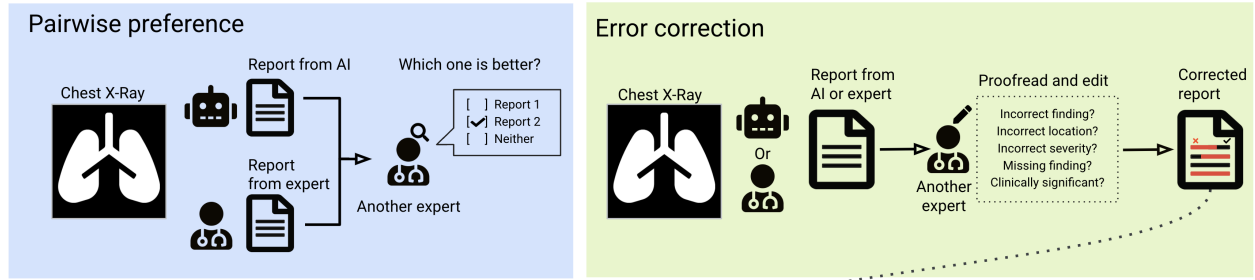 Pairwise preference
Chest X-Ray
Report from AI
Report
from expert
Which one is better?
[ ] Report 1
[✔] Report 2
[ ] Neither
Another expert
Error correction
Chest X-Ray
Or
Report from
AI or expert
Another
expert
Proofread and edit
Incorrect finding?
Incorrect location?
Incorrect severity?
Missing finding?
Clinically significant?
Corrected
report